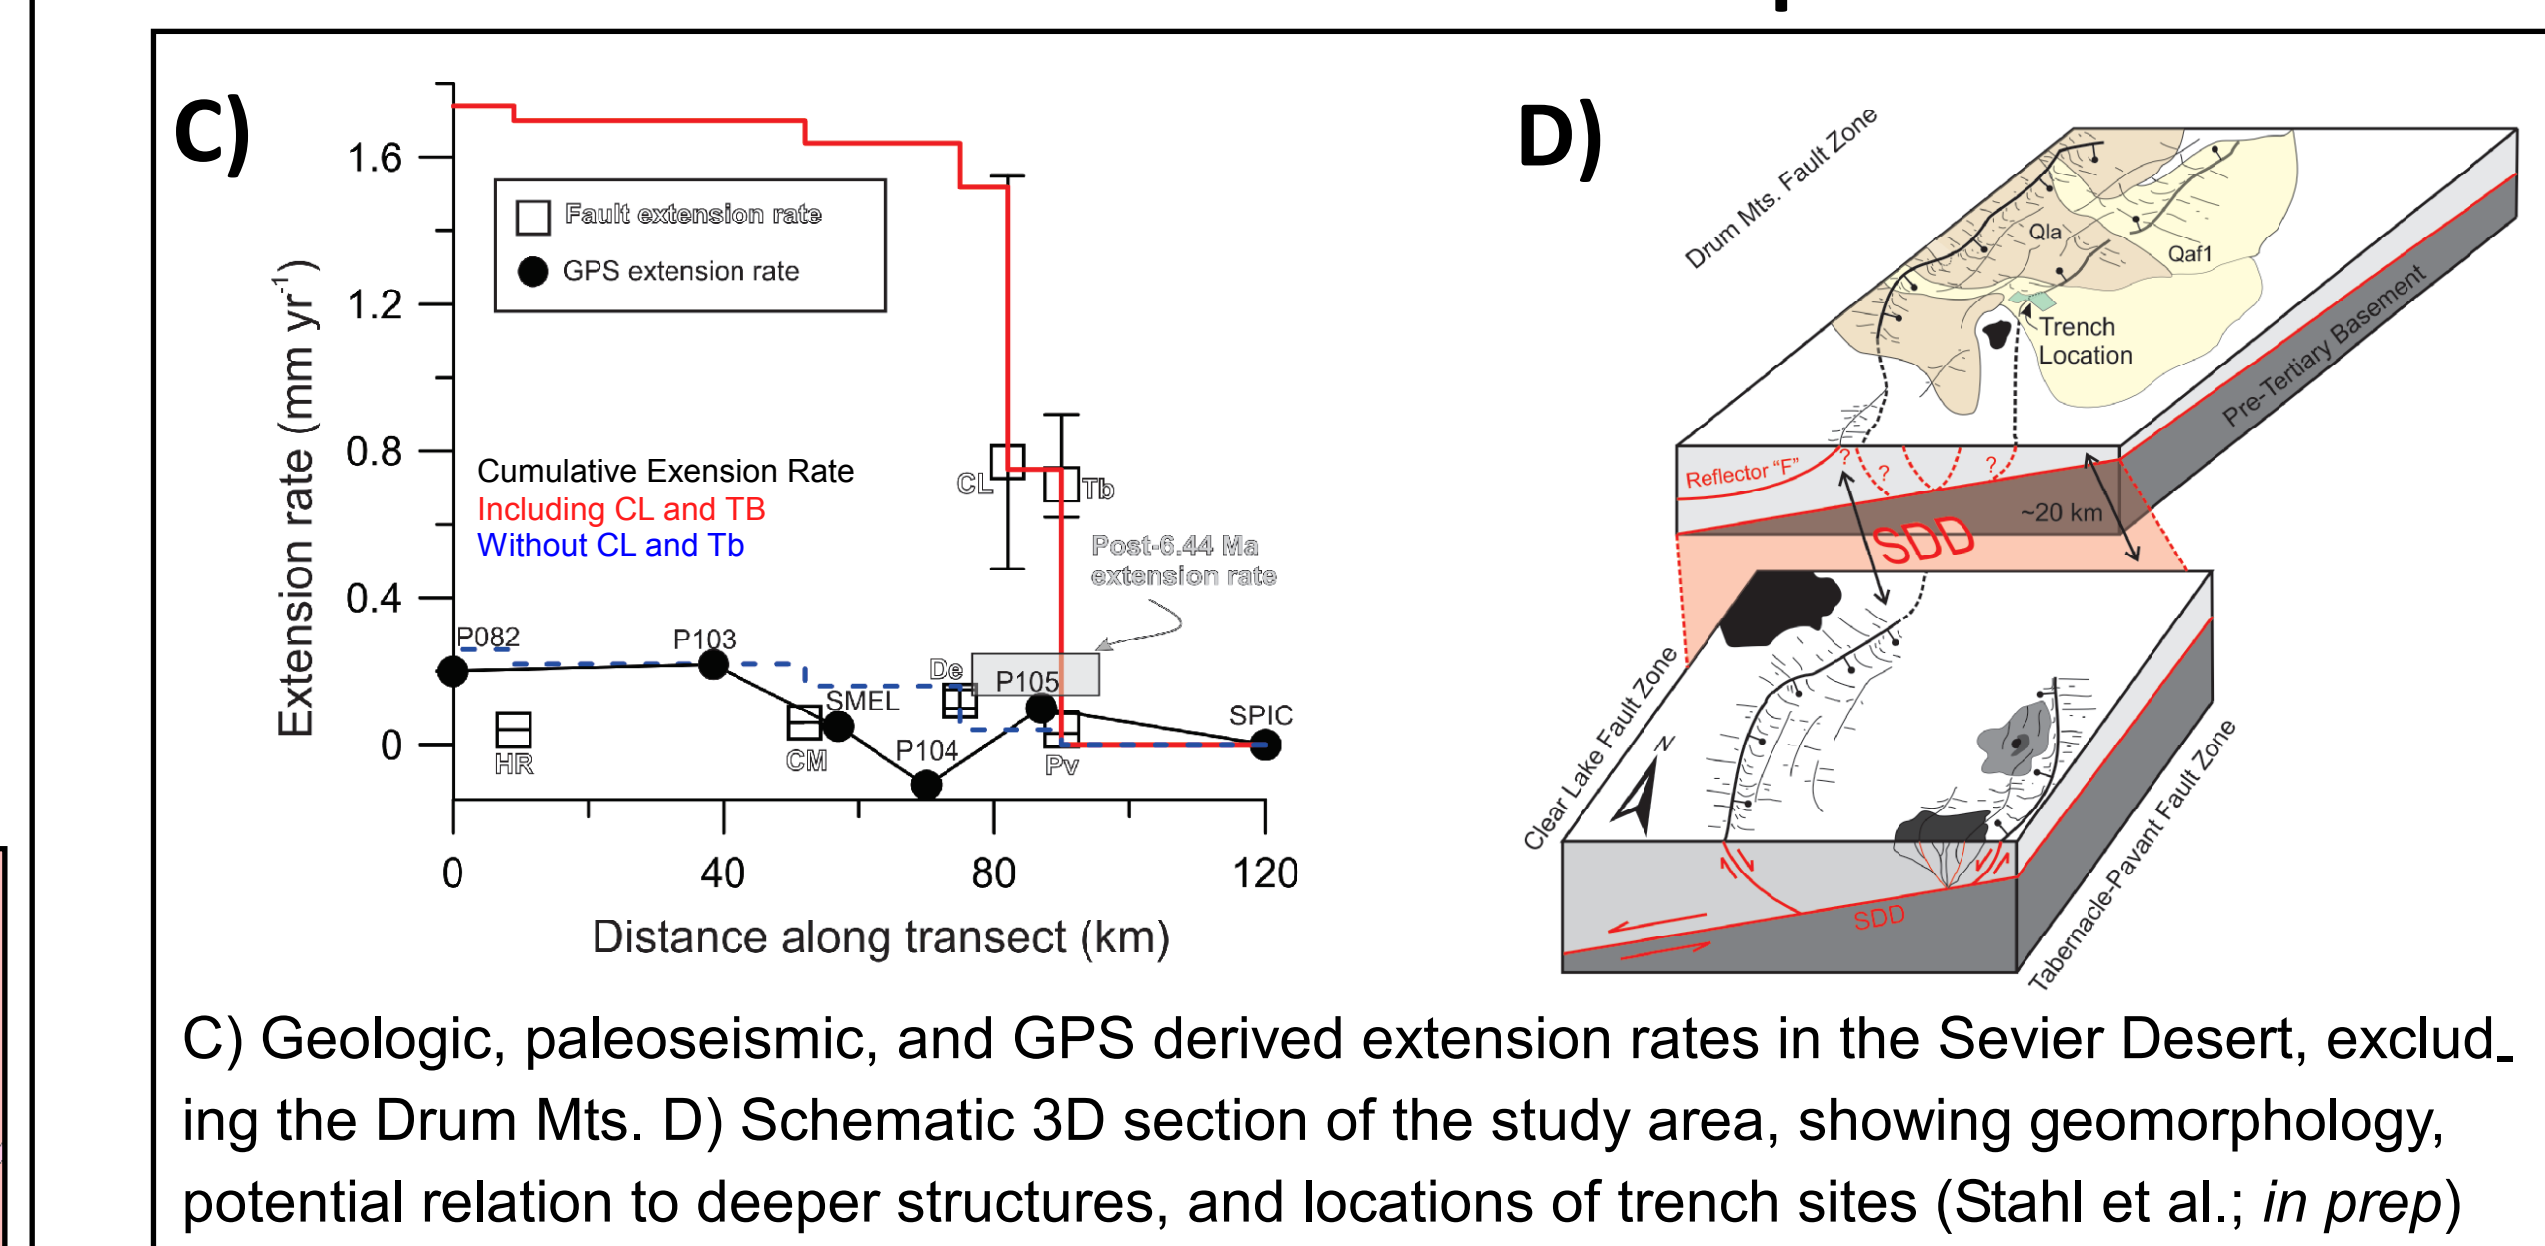 C)
1.6
1.2
0.8
0.4
0
Extension rate (mm yr-1)
Fault extension rate
GPS extension rate
Cumulative Exension Rate
Including CL and TB
Without CL and Tb
CL
Tb
Post-6.44 Ma
extension rate
P082
P103
De
P105
SMEL
P104
SPIC
HR
CM
Pv
0
40
80
120
Distance along transect (km)
D)
Drum Mts. Fault Zone
Qla
Qaf1
Trench
Location
Pre-Tertiary Basement
Reflector “F”
?
?
?
~20 km
SDD
Clear Lake Fault Zone
N
SDD
Tabernacle-Pavant Fault Zone
C) Geologic, paleoseismic, and GPS derived extension rates in the Sevier Desert, exclud-
ing the Drum Mts. D) Schematic 3D section of the study area, showing geomorphology,
potential relation to deeper structures, and locations of trench sites (Stahl et al.; in prep)